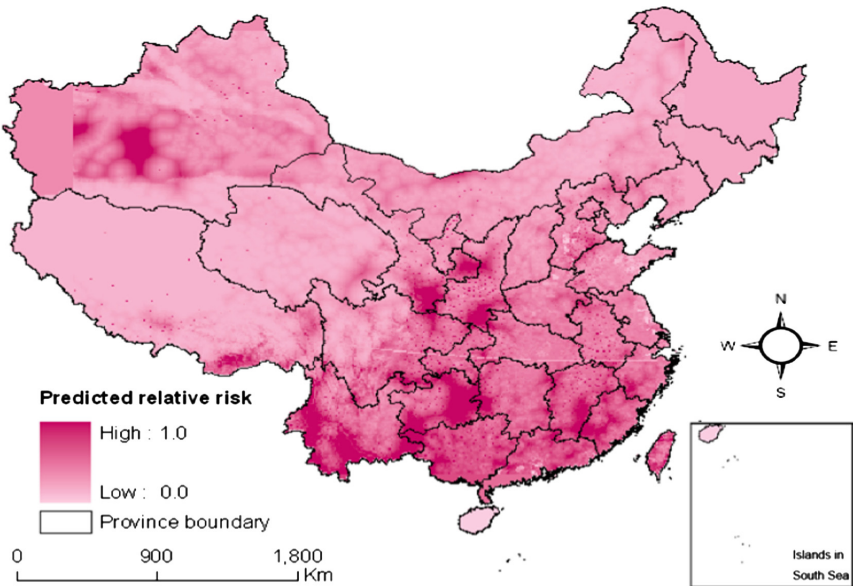 N
W E
S
Predicted relative risk
High : 1.0
Low : 0.0
Province boundary
0 900 1,800
Km
Islands in
South Sea